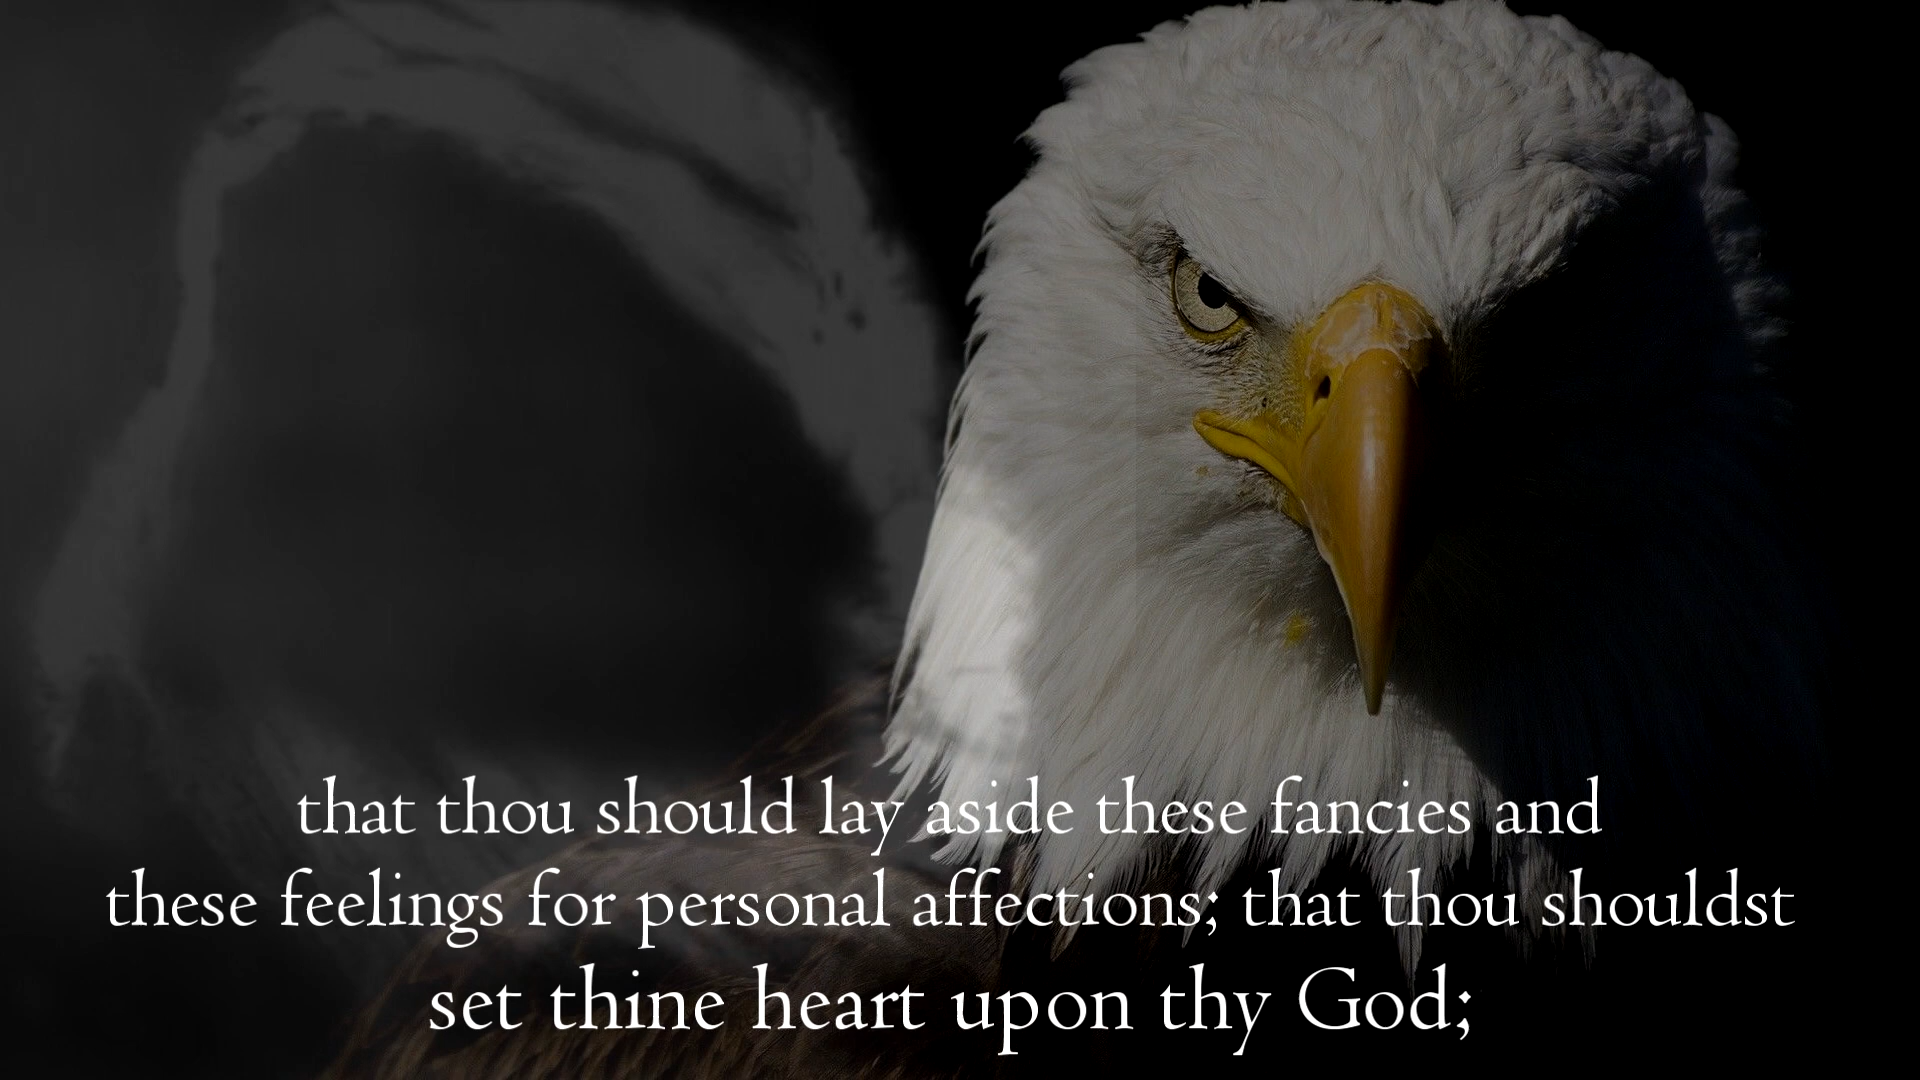 that thou should lay aside these fancies and
these feelings for personal affections; that thou shouldst
set thine heart upon thy God;